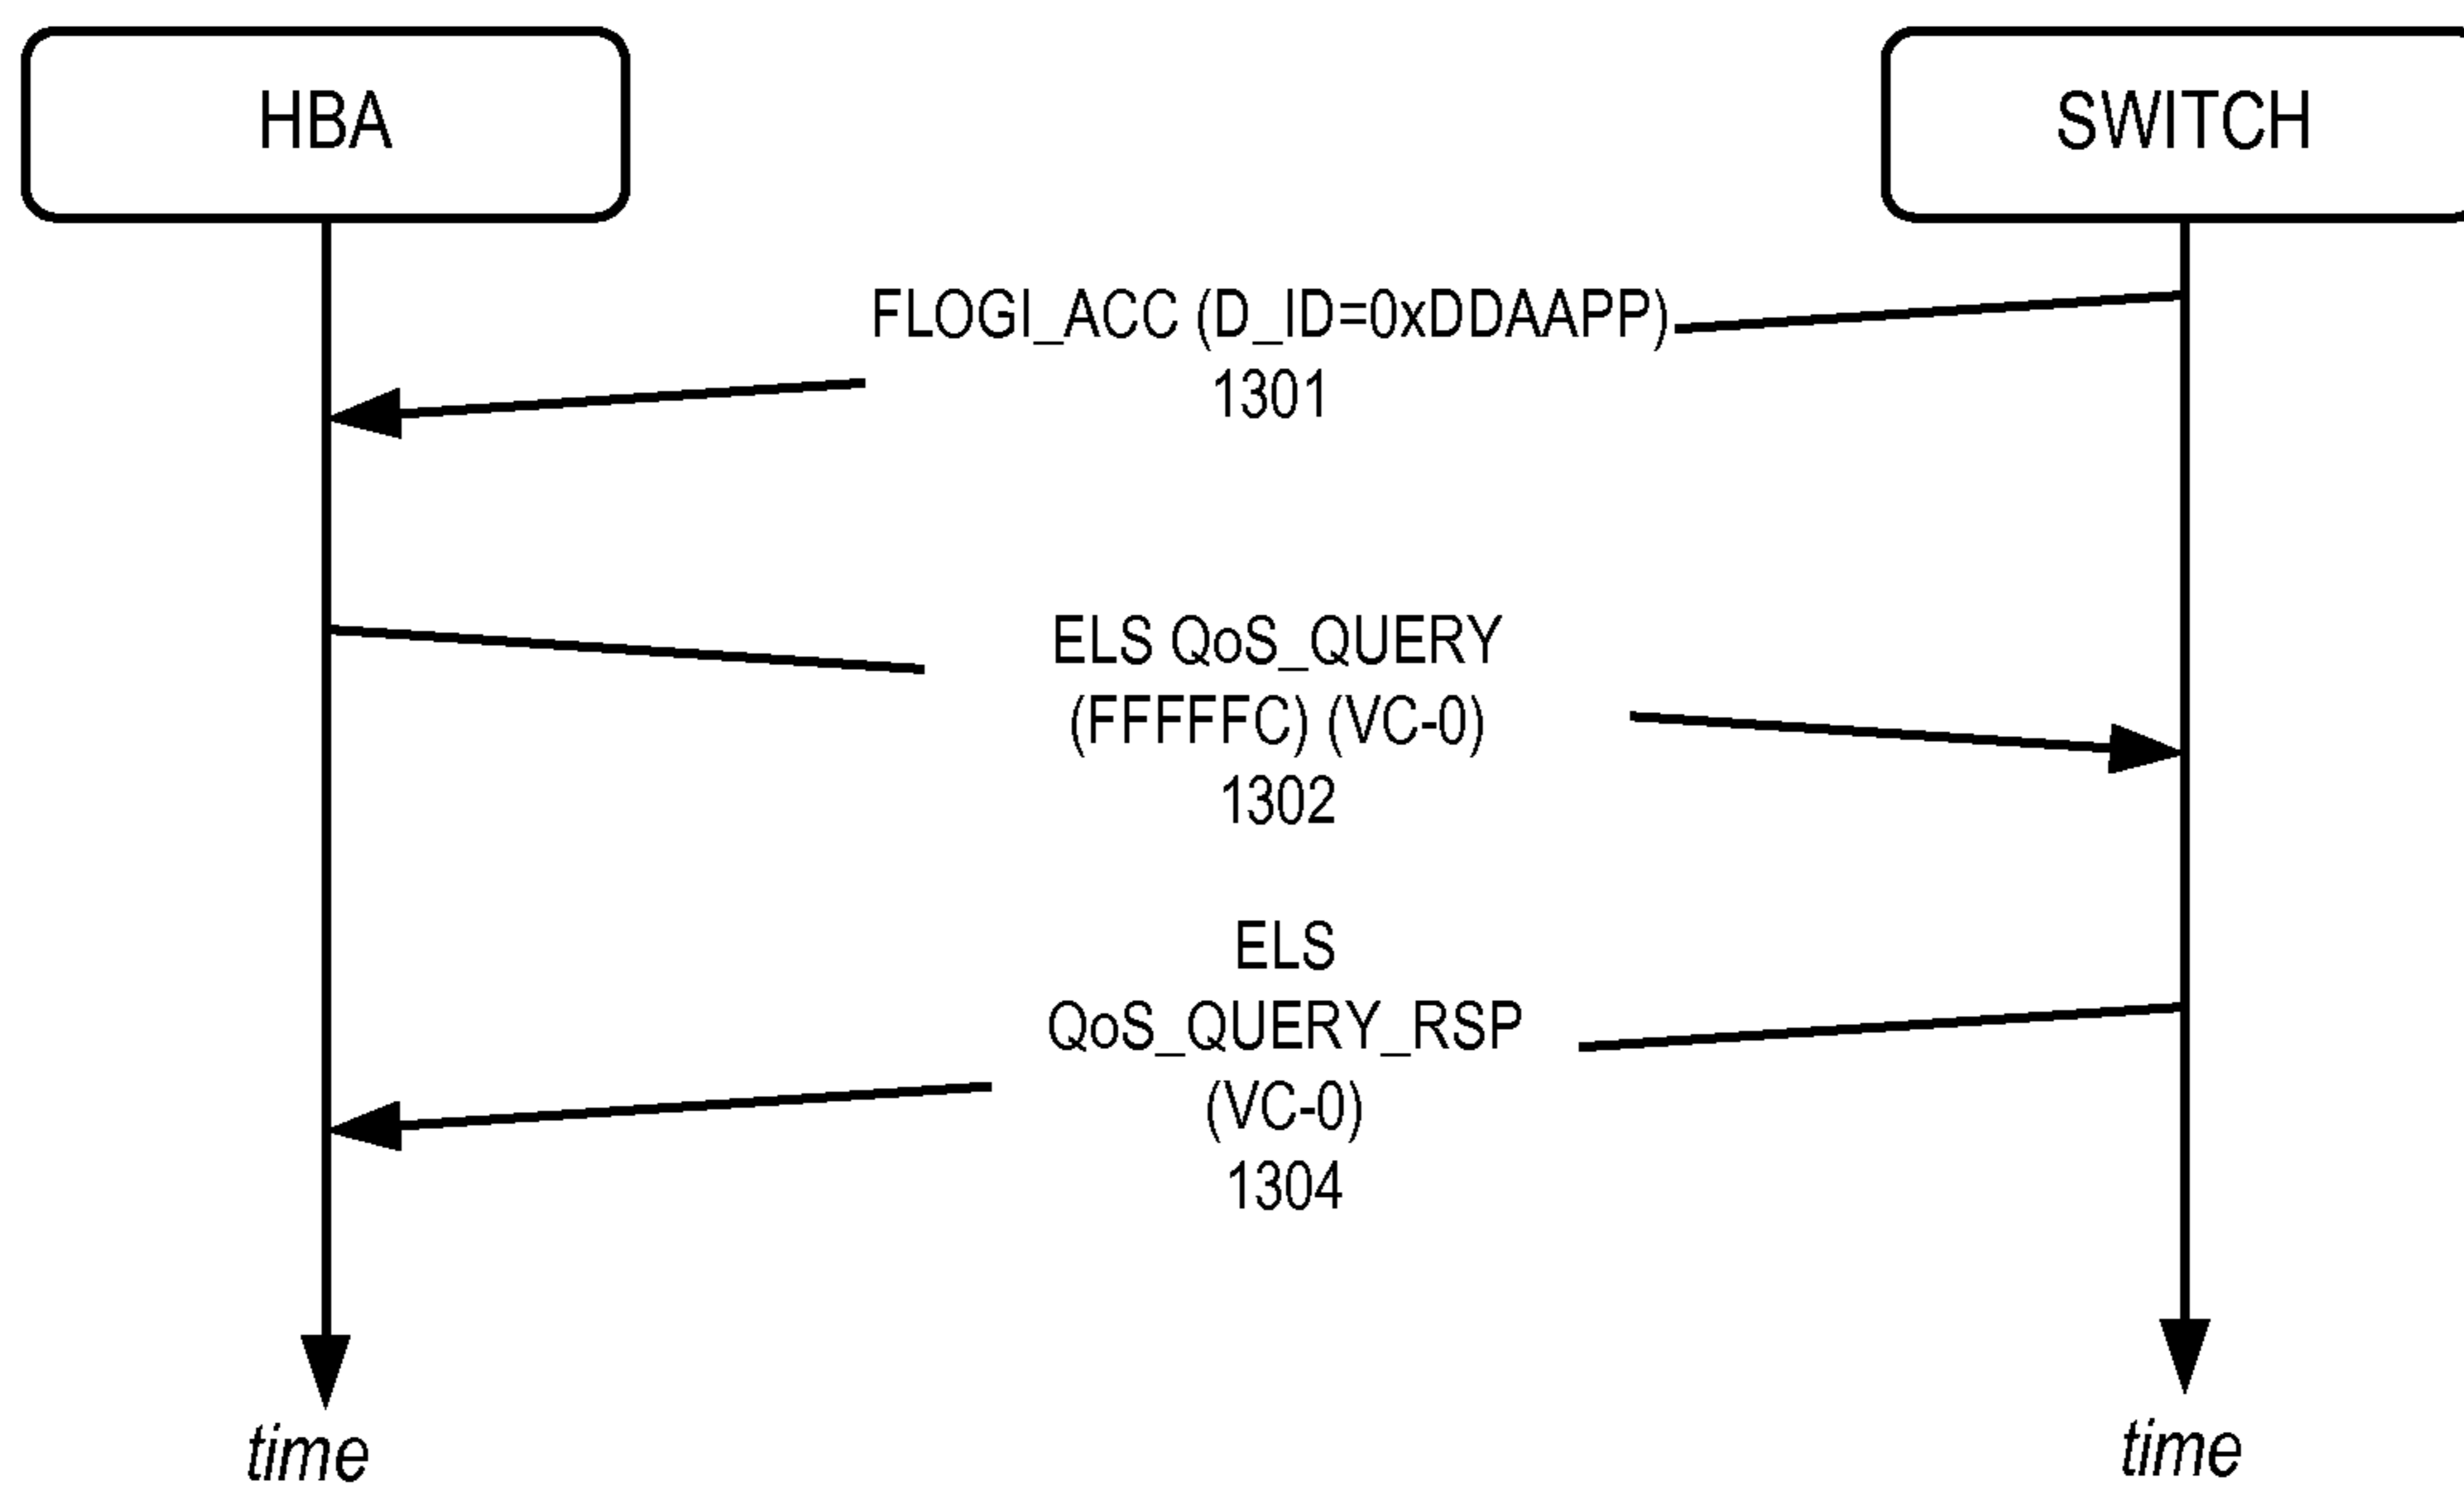 HBA
SWITCH
FLOGI_ACC (D_ID=0xDDAAPP)
1301
ELS QoS_QUERY
(FFFFFC) (VC-0)
1302
ELS
QoS_QUERY_RSP
(VC-0)
1304
time
time